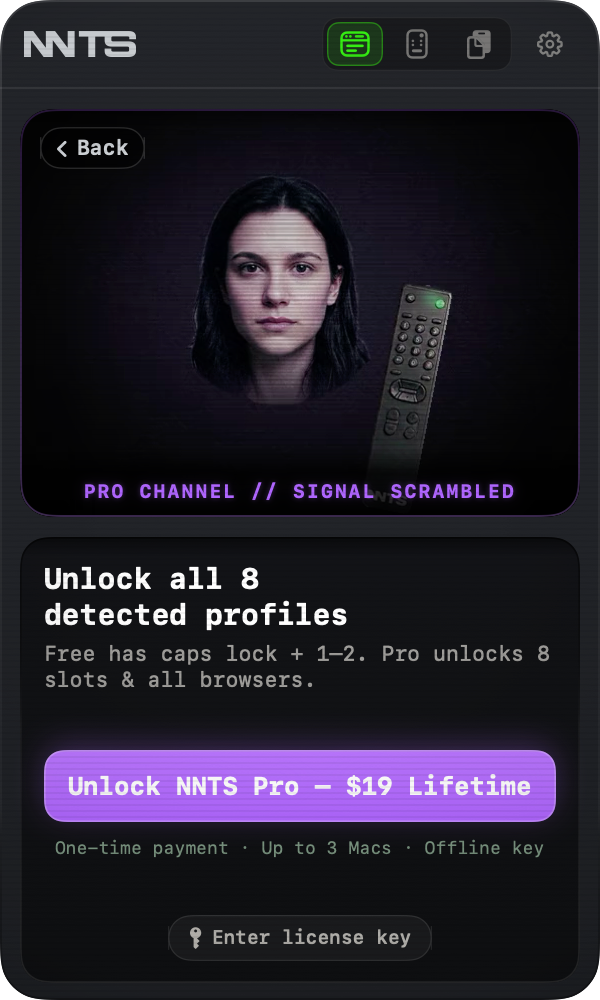 NNTS
Back
PRO CHANNEL // SIGNAL SCRAMBLED
NNTS
Unlock all 8
detected profiles
Free has caps lock + 1–2. Pro unlocks 8
slots & all browsers.
Unlock NNTS Pro — $19 Lifetime
One-time payment · Up to 3 Macs · Offline key
Enter license key